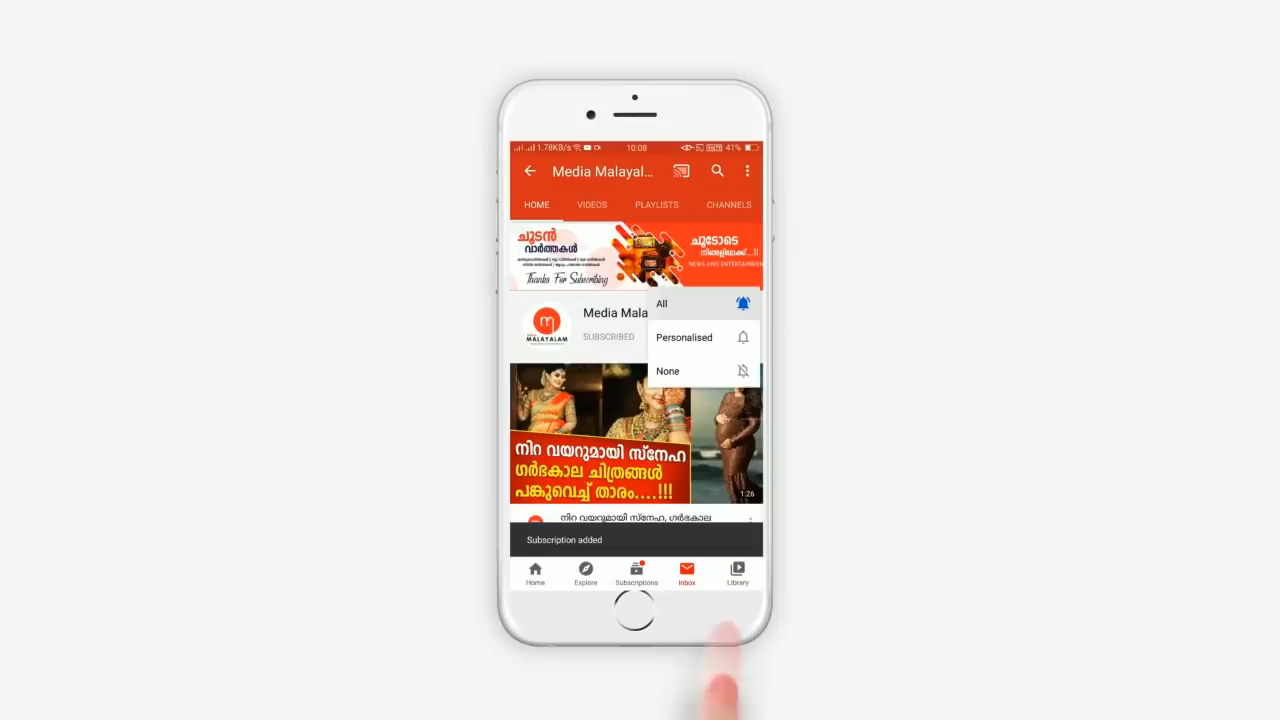 1.78KB/s
10:08
41%
Media Malayal...
HOME
VIDEOS
PLAYLISTS
CHANNELS
ചൂടൻ
വാർത്തകൾ
Thanks For Subscribing
ചൂടോടെ
നിങ്ങളിലേക്ക്...!!
NEWS AND ENTERTAINMEN
Media Mala
SUBSCRIBED
MALAYALAM
All
Personalised
None
നിറ വയറുമായി സ്നേഹ
ഗർഭകാല ചിത്രങ്ങൾ
പങ്കുവെച്ച് താരം....!!!
1:26
നിറ വയറുമായി സ്നേഹ, ഗർഭകാല
Subscription added
Home
Explore
Subscriptions
Inbox
Library